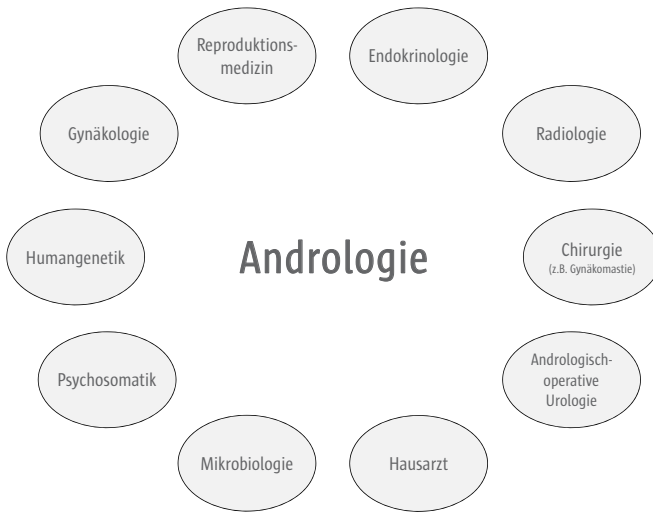 Reproduktions-
medizin
Endokrinologie
Gynäkologie
Radiologie
Humangenetik
Andrologie
Chirurgie
(z.B. Gynäkomastie)
Psychosomatik
Andrologisch-
operative
Urologie
Mikrobiologie
Hausarzt